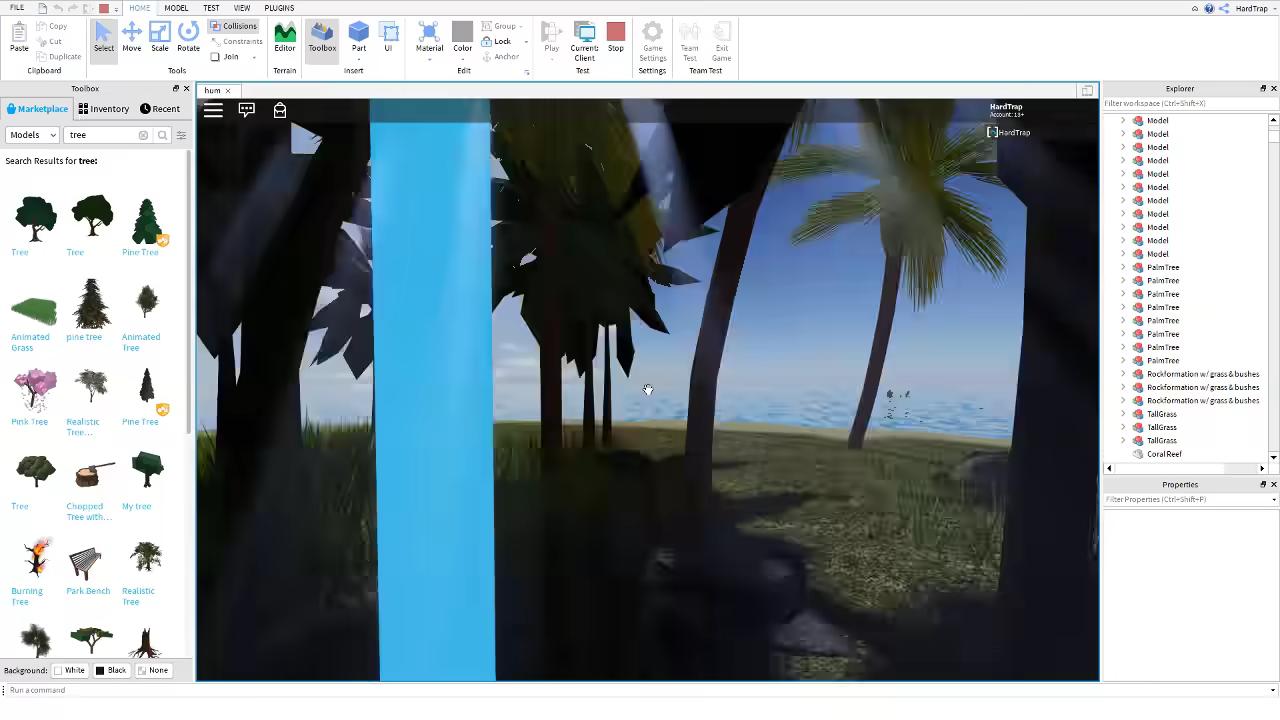 FILE HOME MODEL TEST VIEW PLUGINS HardTrap
Paste Copy Cut Duplicate Select Move Scale Rotate Collisions Constraints Join Editor Toolbox Part UI Material Color Group Lock Anchor Play Current: Client Stop Game Settings Team Test Exit Game
Clipboard Tools Terrain Insert Edit Test Settings Team Test
Toolbox
Marketplace Inventory Recent
Models tree
Search Results for tree:
Tree Tree Pine Tree
Animated Grass pine tree Animated Tree
Pink Tree Realistic Tree... Pine Tree
Tree Chopped Tree with... My tree
Burning Tree Park Bench Realistic Tree
Background: White Black None
Run a command
hum
HardTrap
Account: 13+
HardTrap
Explorer
Filter workspace (Ctrl+Shift+X)
Model
Model
Model
Model
Model
Model
Model
Model
Model
Model
Model
PalmTree
PalmTree
PalmTree
PalmTree
PalmTree
PalmTree
PalmTree
PalmTree
Rockformation w/ grass & bushes
Rockformation w/ grass & bushes
Rockformation w/ grass & bushes
TallGrass
TallGrass
TallGrass
CoralReef
Properties
Filter Properties (Ctrl+Shift+P)